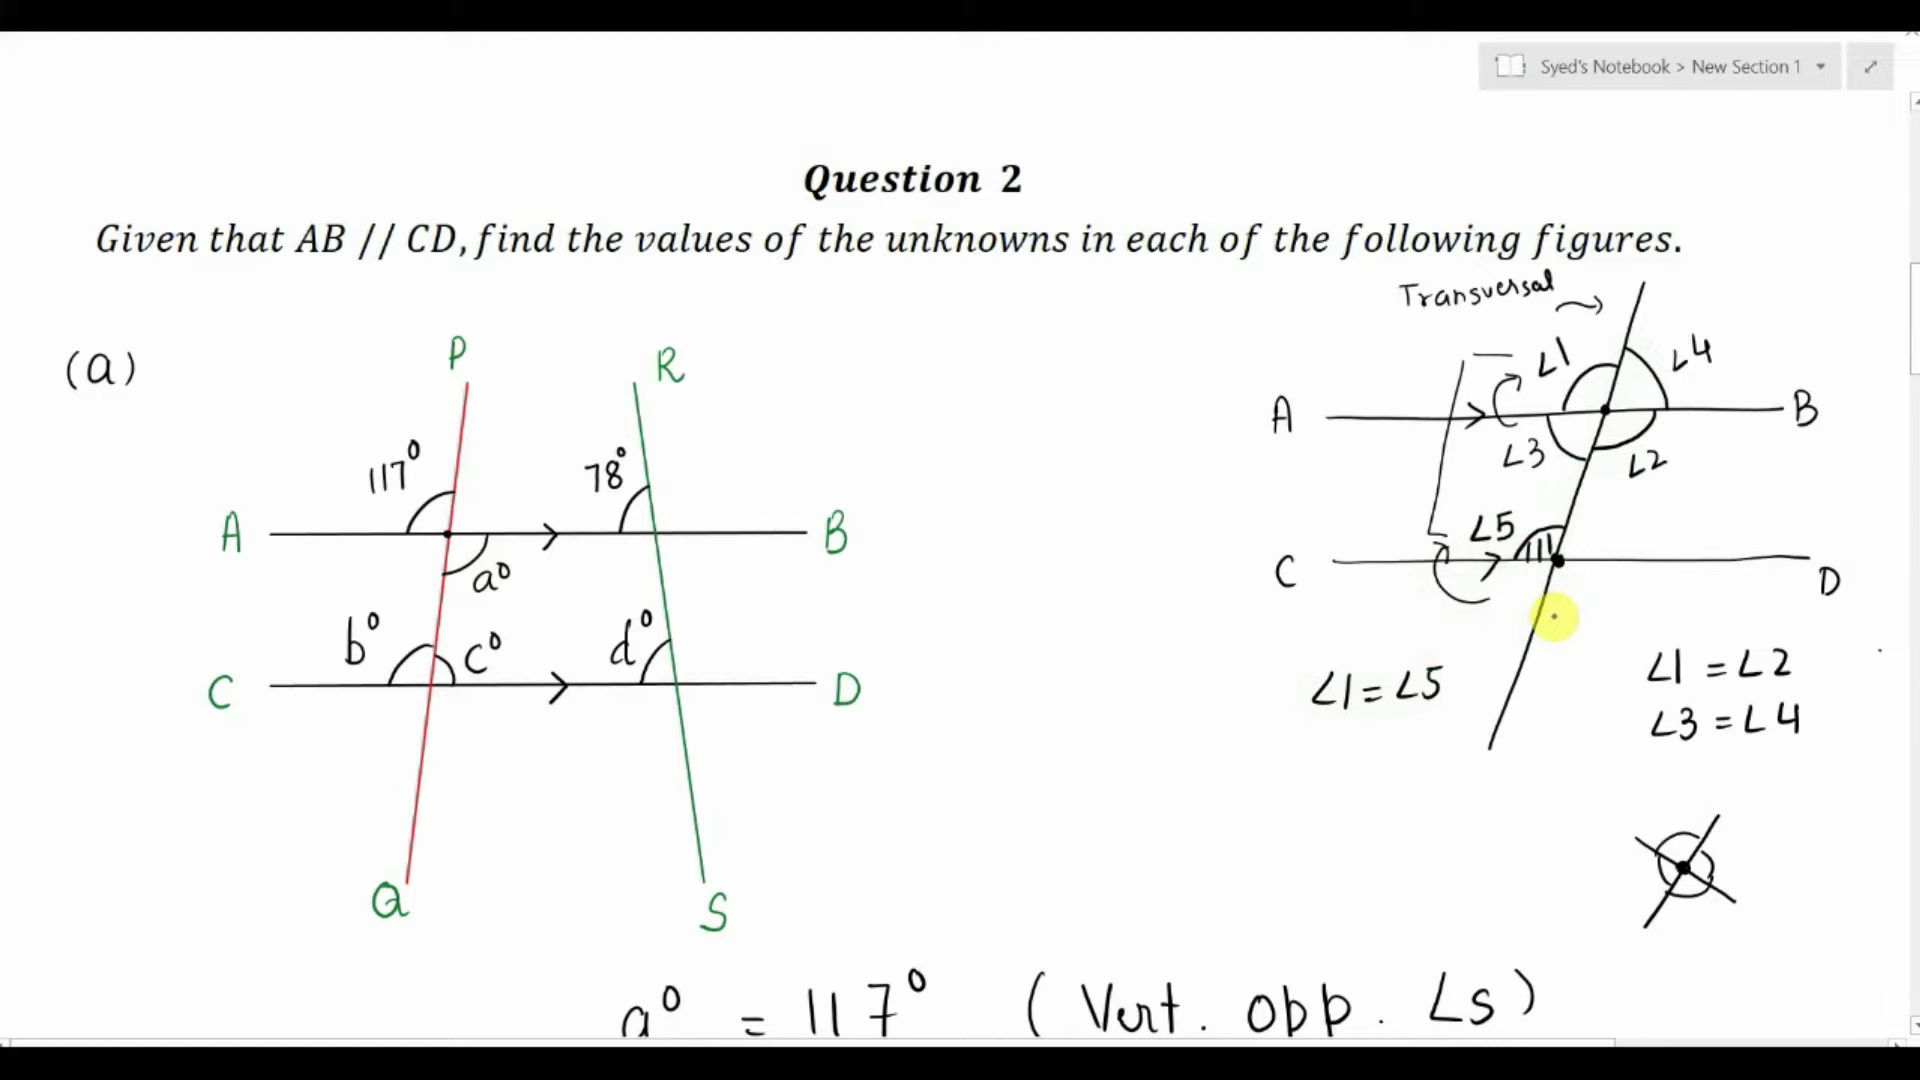 Syed's Notebook > New Section 1
Question 2
Given that AB // CD, find the values of the unknowns in each of the following figures.
(a)
P
R
117°
78°
A
B
a°
b°
c°
d°
C
D
Q
S
Transversal
∠1
∠4
A
B
∠3
∠2
∠5
C
D
∠1 = ∠5
∠1 = ∠2
∠3 = ∠4
a° = 117° (Vert. opp. ∠s)